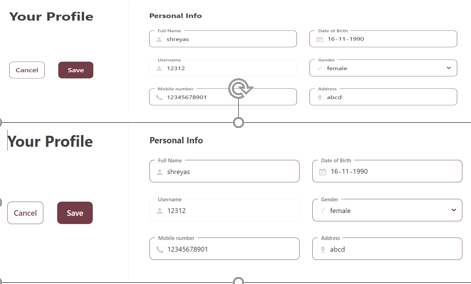 Your Profile
Personal Info
Full Name
shreyas
Date of Birth
16-11-1990
Cancel
Save
Username
12312
Gender
female
Mobile number
12345678901
Address
abcd
Your Profile
Personal Info
Full Name
shreyas
Date of Birth
16-11-1990
Cancel
Save
Username
12312
Gender
female
Mobile number
12345678901
Address
abcd